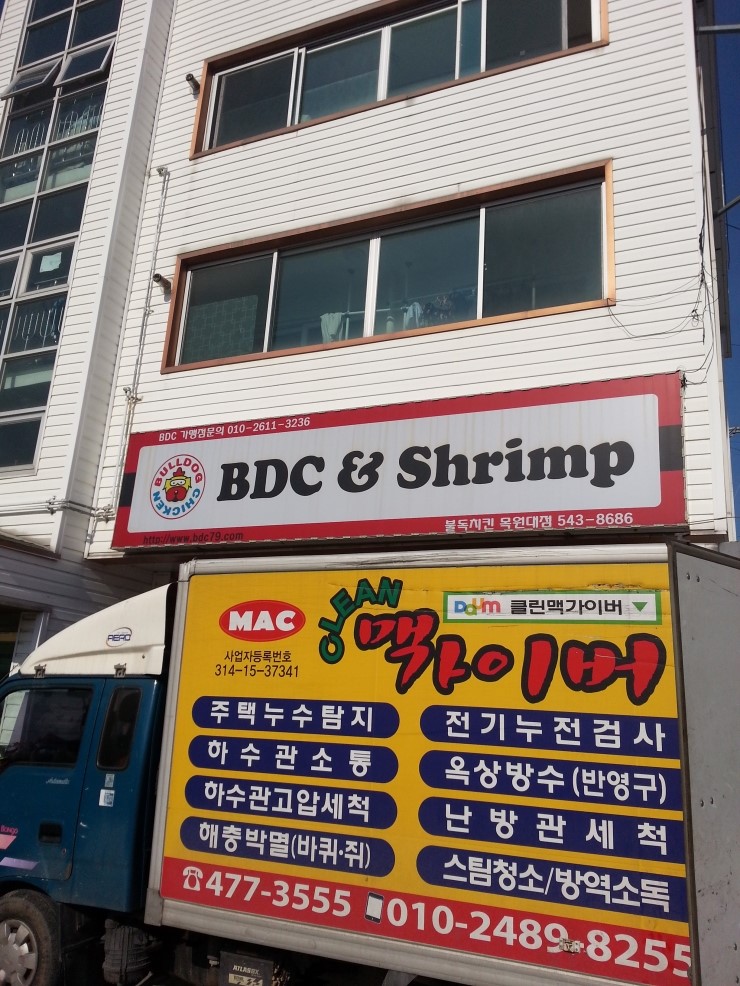 BDC 가맹점문의 010-2611-3236
BULLDOG CHICKEN
BDC & Shrimp
불독치킨 목원대점 543-8686
http://www.bdc79.com
AERO
MAC
사업자등록번호
314-15-37341
CLEAN
맥가이버
Daum 클린맥가이버
주택누수탐지
하수관소통
하수관고압세척
해충박멸(바퀴·쥐)
전기누전검사
옥상방수(반영구)
난방관세척
스팀청소/방역소독
477-3555
010-2489-8255
Bongo